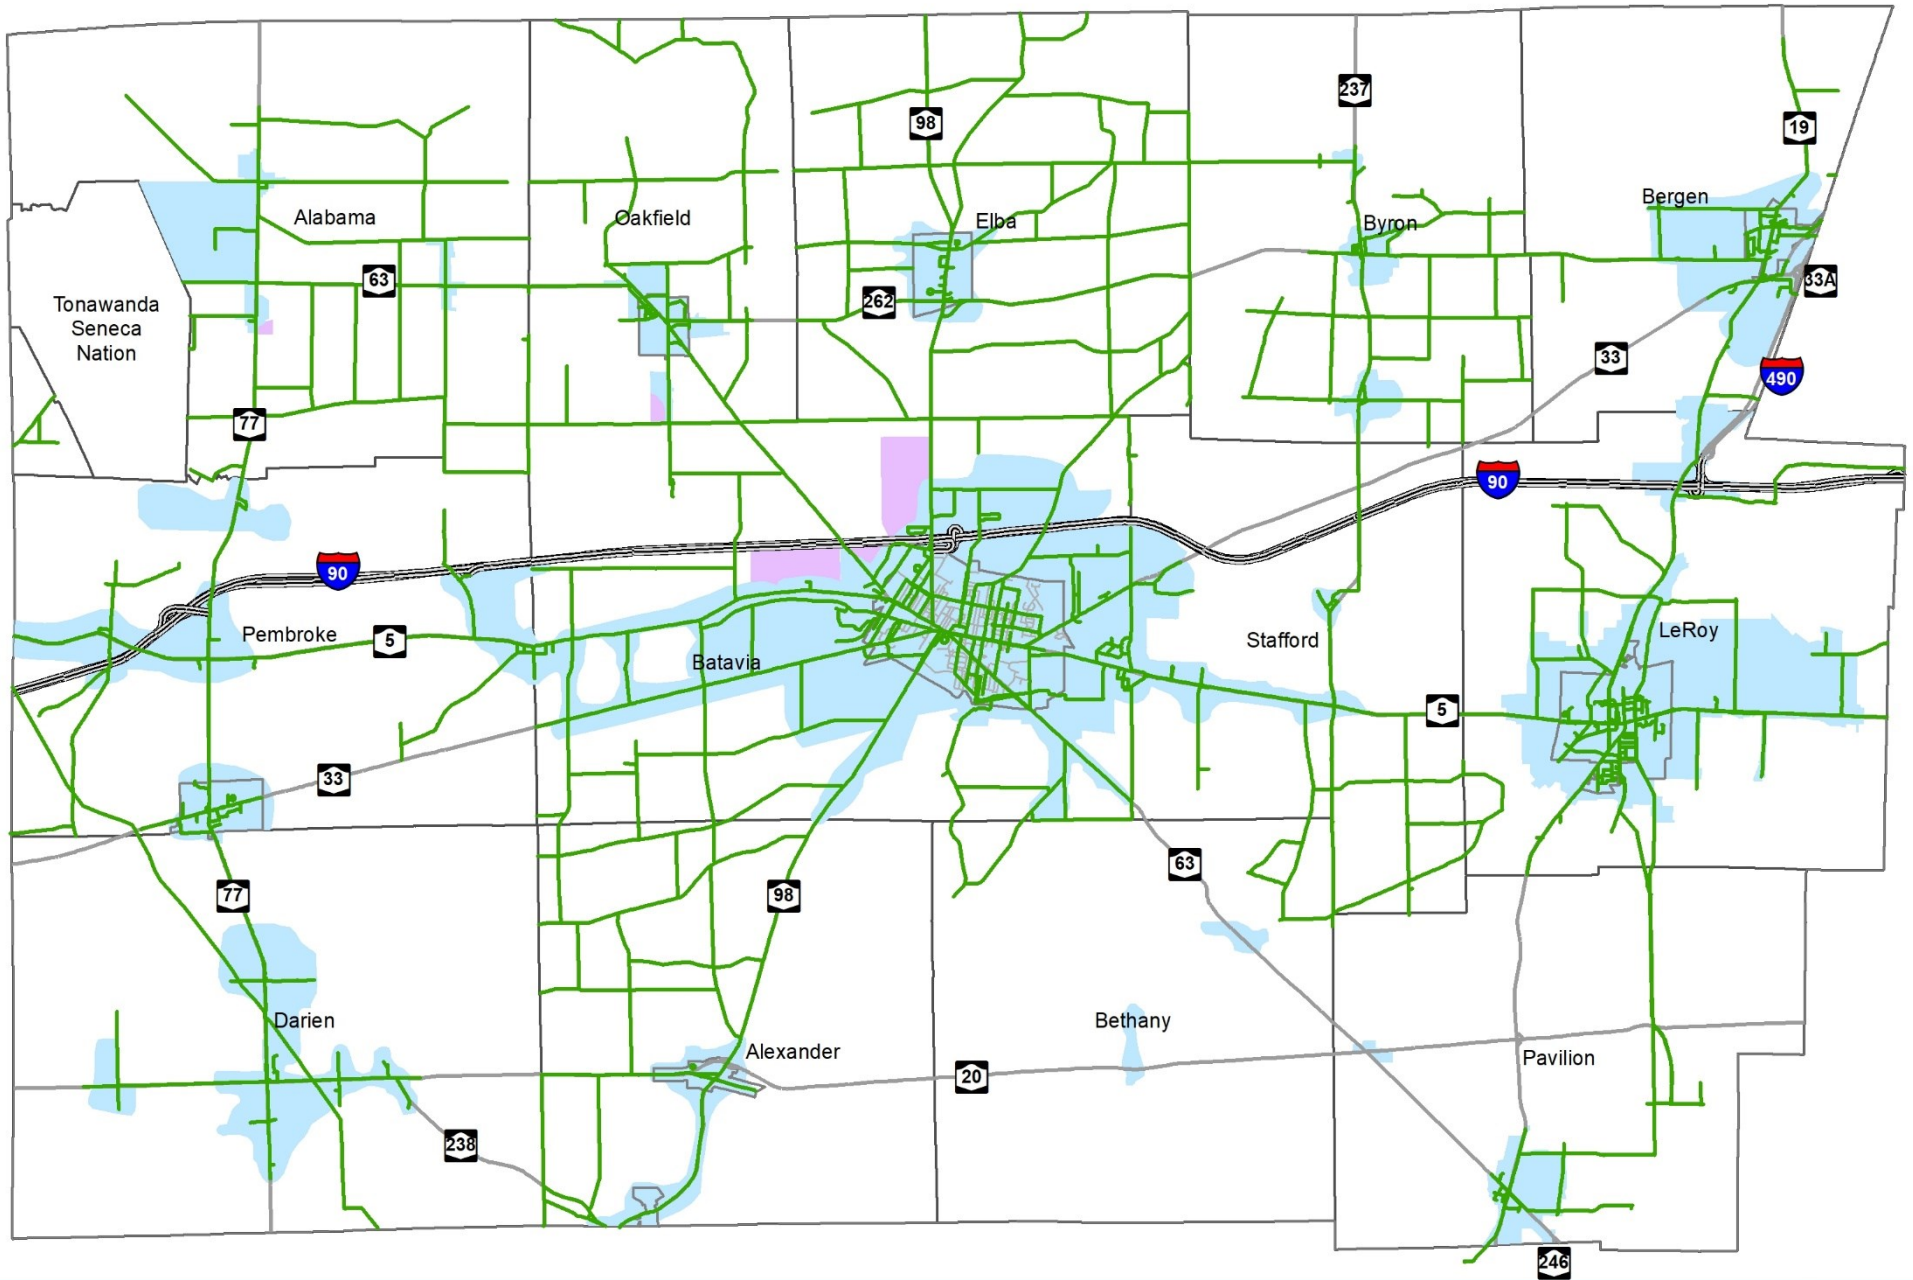 237
98
19
Bergen
Alabama
Oakfield
Elba
Byron
63
33A
Tonawanda
Seneca
Nation
262
33
490
77
90
90
Pembroke
5
Batavia
Stafford
LeRoy
5
33
63
77
98
Darien
Bethany
Alexander
Pavilion
20
238
246